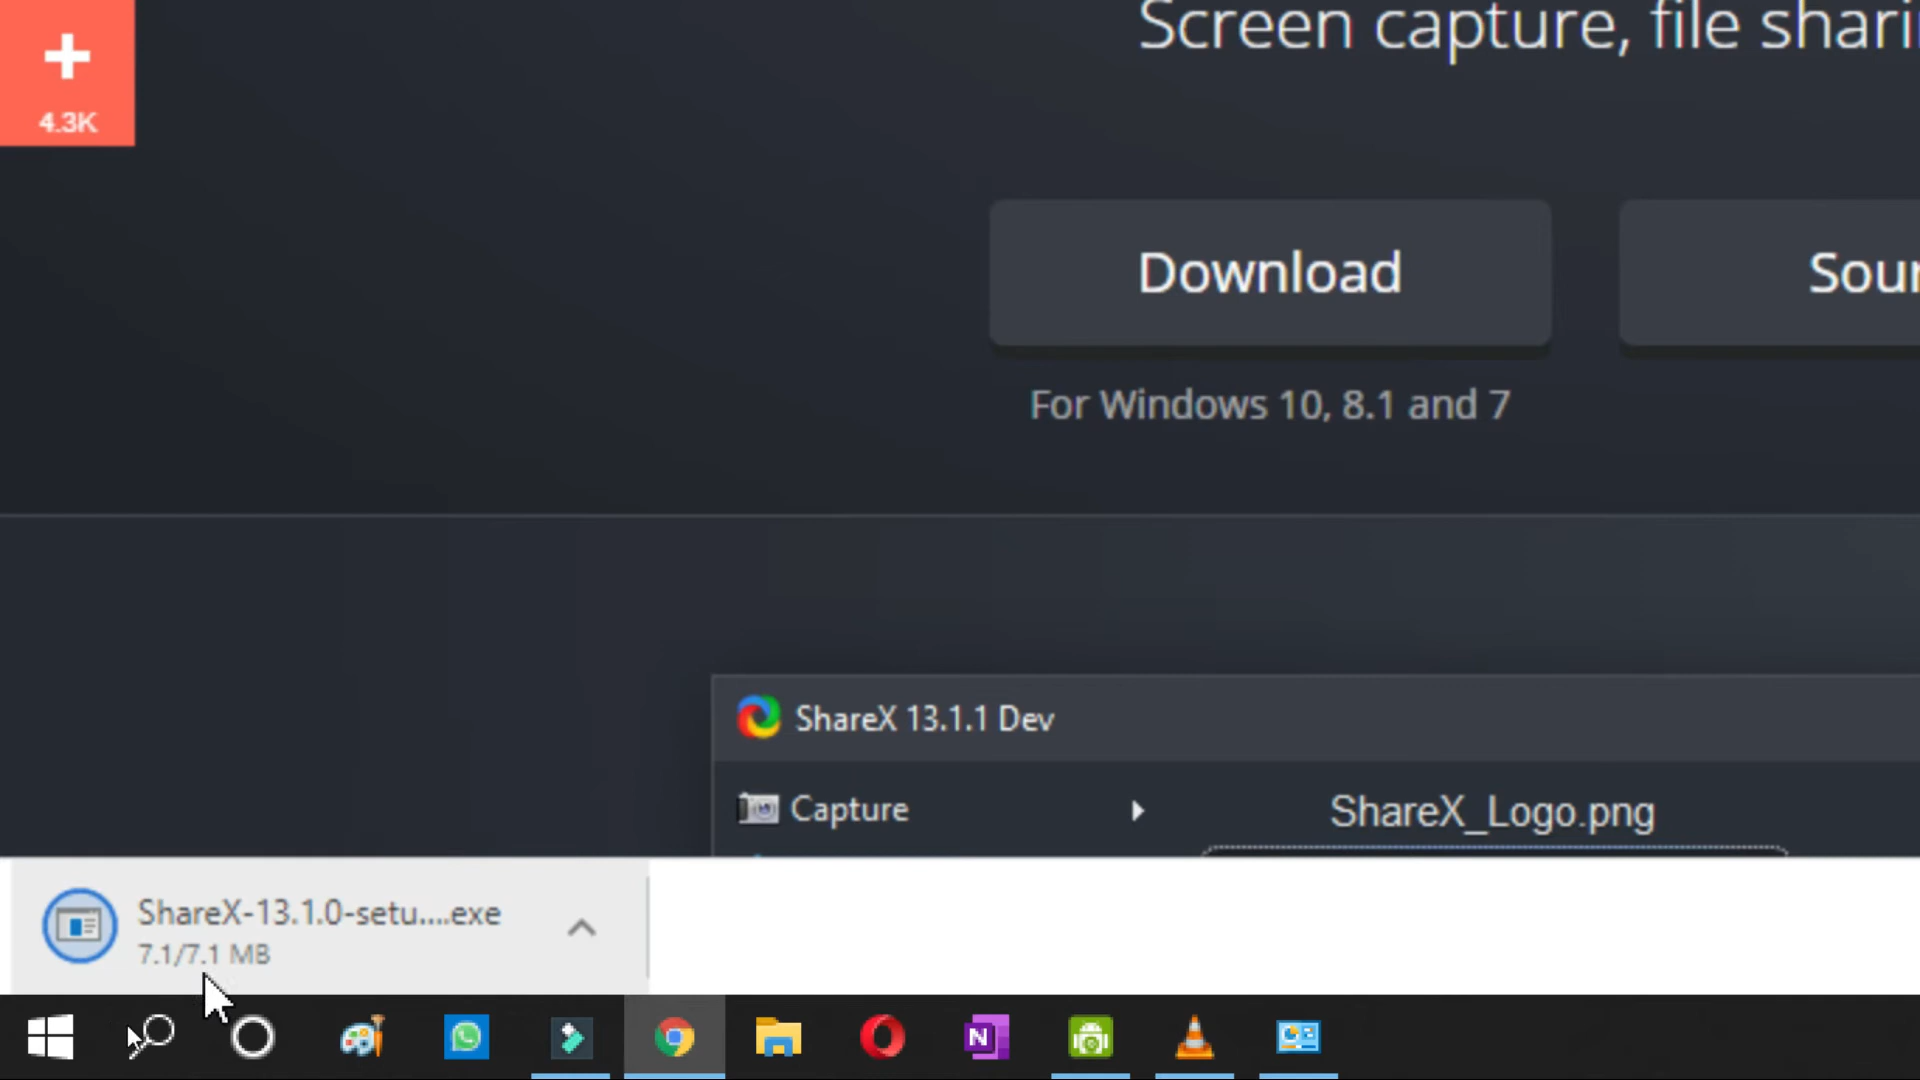 Screen capture, file shari
4.3K
Download
Sour
For Windows 10, 8.1 and 7
ShareX 13.1.1 Dev
Capture
ShareX_Logo.png
ShareX-13.1.0-setu....exe
7.1/7.1 MB
N